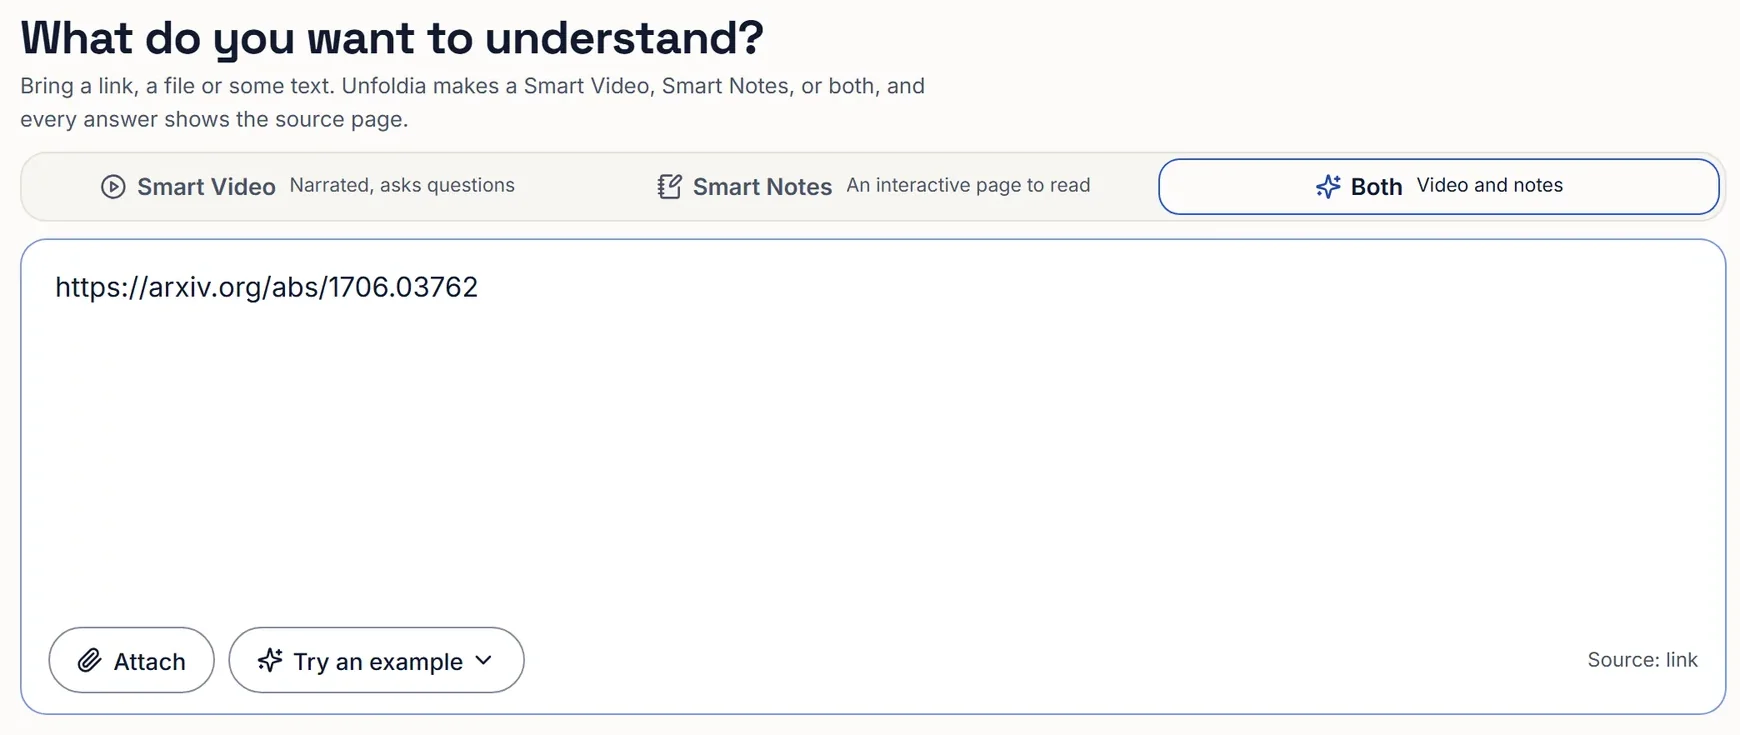 What do you want to understand?
Bring a link, a file or some text. Unfoldia makes a Smart Video, Smart Notes, or both, and
every answer shows the source page.
Smart Video Narrated, asks questions
Smart Notes An interactive page to read
Both Video and notes
https://arxiv.org/abs/1706.03762
Attach
Try an example
Source: link